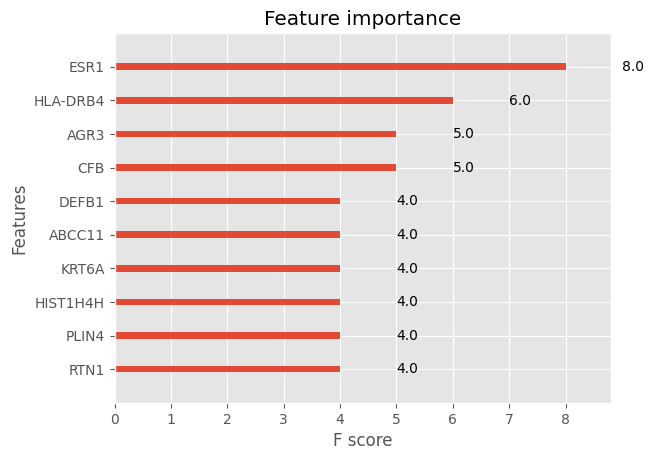 Feature importance
ESR1 8.0
HLA-DRB4 6.0
AGR3 5.0
CFB 5.0
DEFB1 4.0
ABCC11 4.0
KRT6A 4.0
HIST1H4H 4.0
PLIN4 4.0
RTN1 4.0
Features
0 1 2 3 4 5 6 7 8
F score